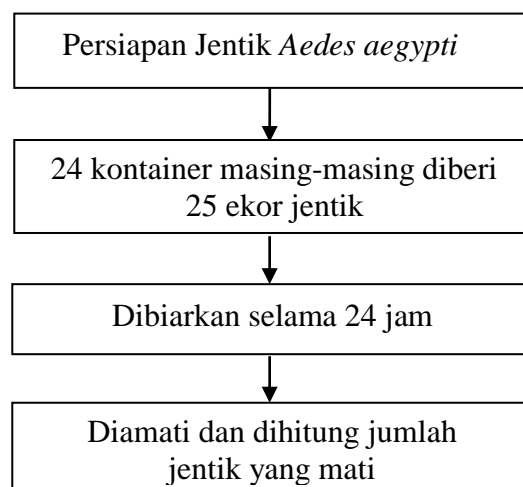 Persiapan Jentik Aedes aegypti
24 kontainer masing-masing diberi
25 ekor jentik
Dibiarkan selama 24 jam
Diamati dan dihitung jumlah
jentik yang mati